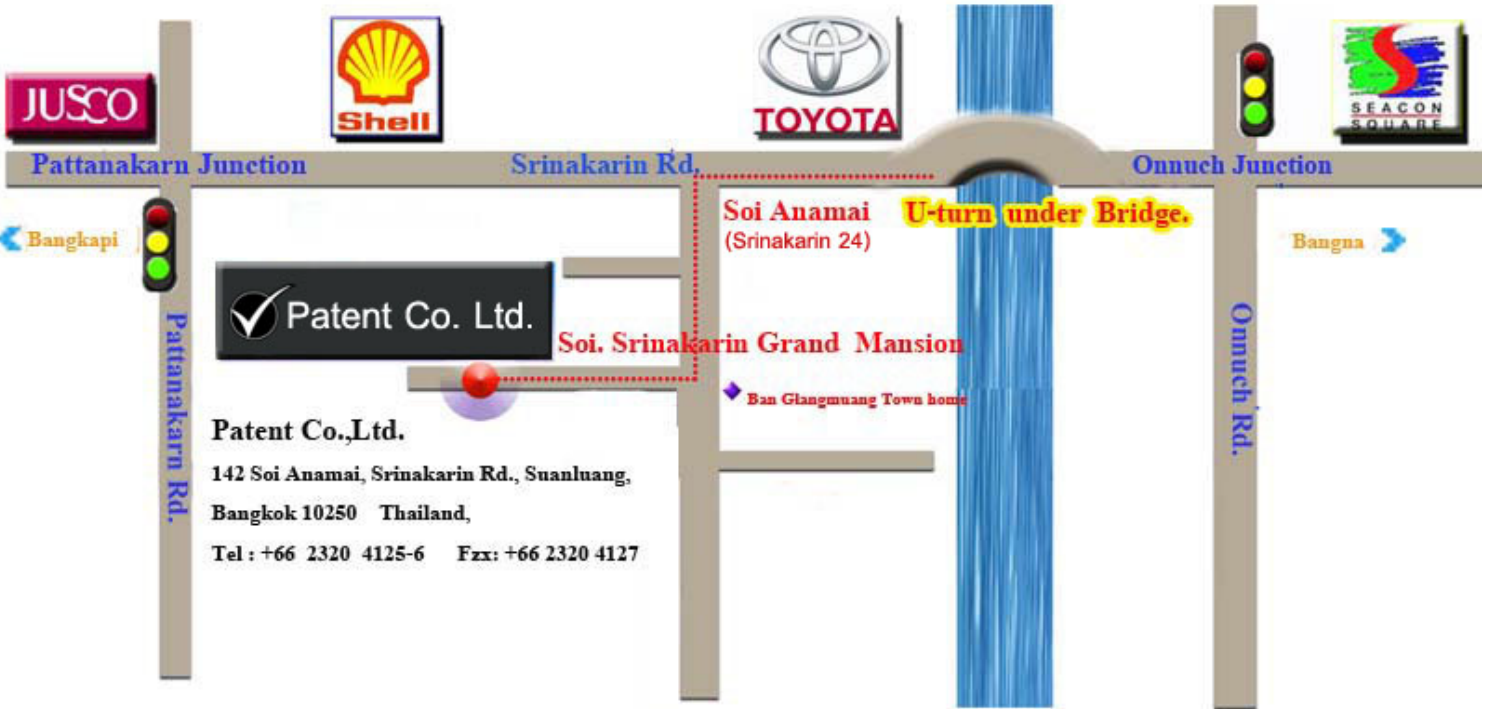 JUSCO
Shell
TOYOTA
SEACON
SQUARE
Pattanakarn Junction
Srinakarin Rd.
Onnuch Junction
Soi Anamai
(Srinakarin 24)
U-turn under Bridge.
Bangkapi
Bangna
Patent Co. Ltd.
Soi. Srinakarin Grand Mansion
Ban Glangmuang Town home
Pattanakarn Rd.
Onnuch Rd.
Patent Co.,Ltd.
142 Soi Anamai, Srinakarin Rd., Suanluang,
Bangkok 10250 Thailand,
Tel : +66 2320 4125-6 Fzx: +66 2320 4127